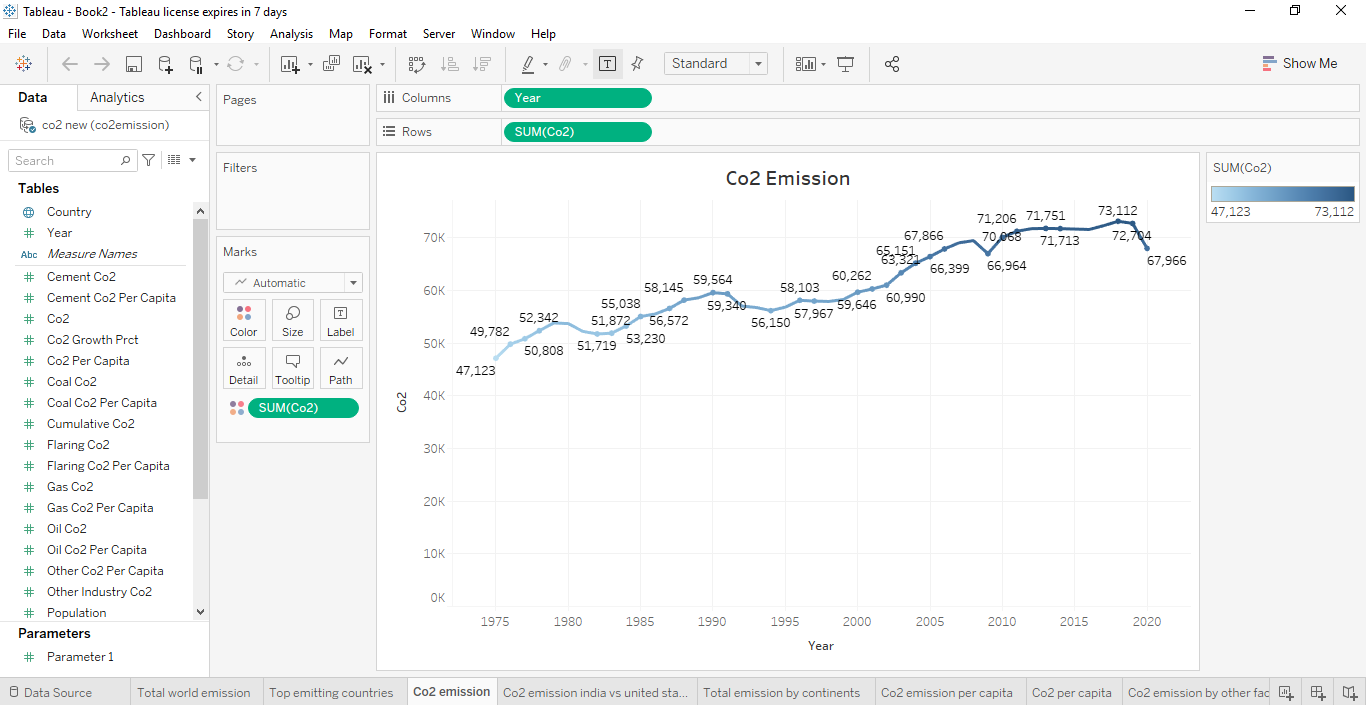 Tableau - Book2 - Tableau license expires in 7 days
File Data Worksheet Dashboard Story Analysis Map Format Server Window Help
Standard
Show Me
Data Analytics
co2 new (co2emission)
Search
Tables
Country
Year
Abc Measure Names
Cement Co2
Cement Co2 Per Capita
Co2
Co2 Growth Prct
Co2 Per Capita
Coal Co2
Coal Co2 Per Capita
Cumulative Co2
Flaring Co2
Flaring Co2 Per Capita
Gas Co2
Gas Co2 Per Capita
Oil Co2
Oil Co2 Per Capita
Other Co2 Per Capita
Other Industry Co2
Population
Parameters
Parameter 1
Pages
Filters
Marks
Automatic
Color Size Label
Detail Tooltip Path
SUM(Co2)
Columns Year
Rows SUM(Co2)
Co2 Emission
70K
60K
50K
40K
30K
20K
10K
0K
Co2
47,123
49,782
50,808
52,342
51,719
51,872
53,230
55,038
56,572
58,145
59,564
59,340
56,150
58,103
57,967
59,646
60,262
60,990
63,321
65,151
66,399
67,866
66,964
70,068
71,206
71,751
71,713
73,112
72,704
67,966
1975 1980 1985 1990 1995 2000 2005 2010 2015 2020
Year
SUM(Co2)
47,123 73,112
Data Source Total world emission Top emitting countries Co2 emission Co2 emission india vs united sta... Total emission by continents Co2 emission per capita Co2 per capita Co2 emission by other fac